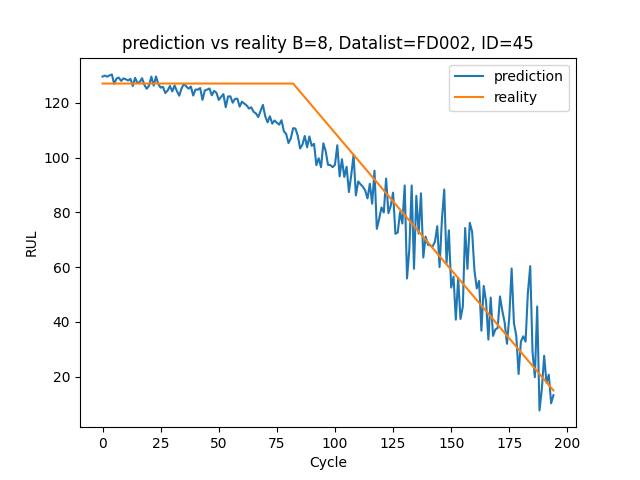 prediction vs reality B=8, Datalist=FD002, ID=45
prediction
reality
RUL
120
100
80
60
40
20
0 25 50 75 100 125 150 175 200
Cycle